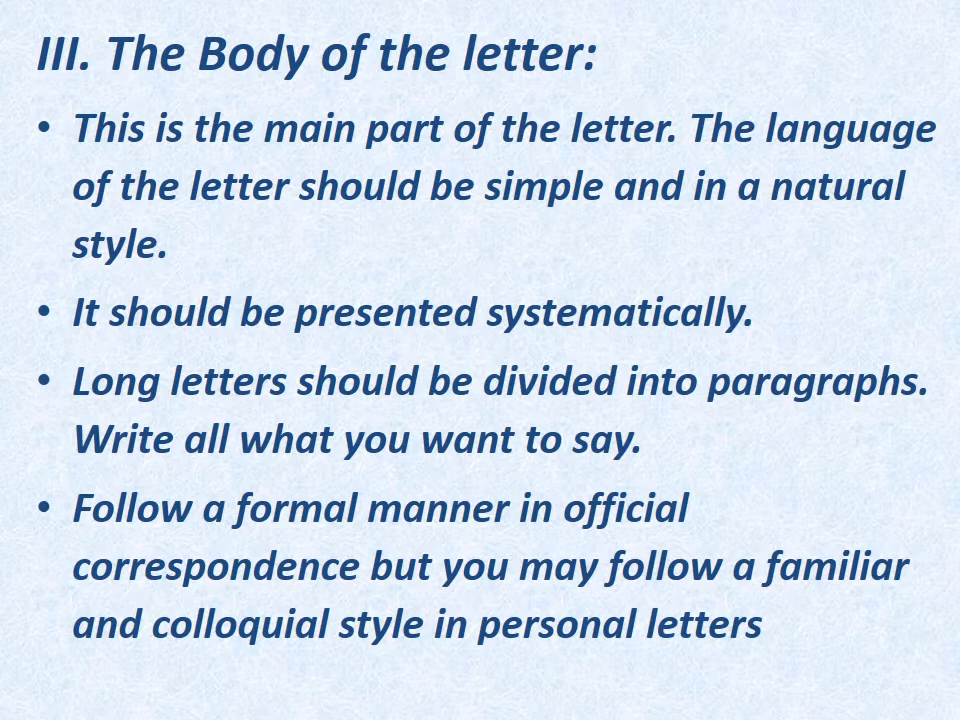 III. The Body of the letter:
• This is the main part of the letter. The language
of the letter should be simple and in a natural
style.
• It should be presented systematically.
• Long letters should be divided into paragraphs.
Write all what you want to say.
• Follow a formal manner in official
correspondence but you may follow a familiar
and colloquial style in personal letters